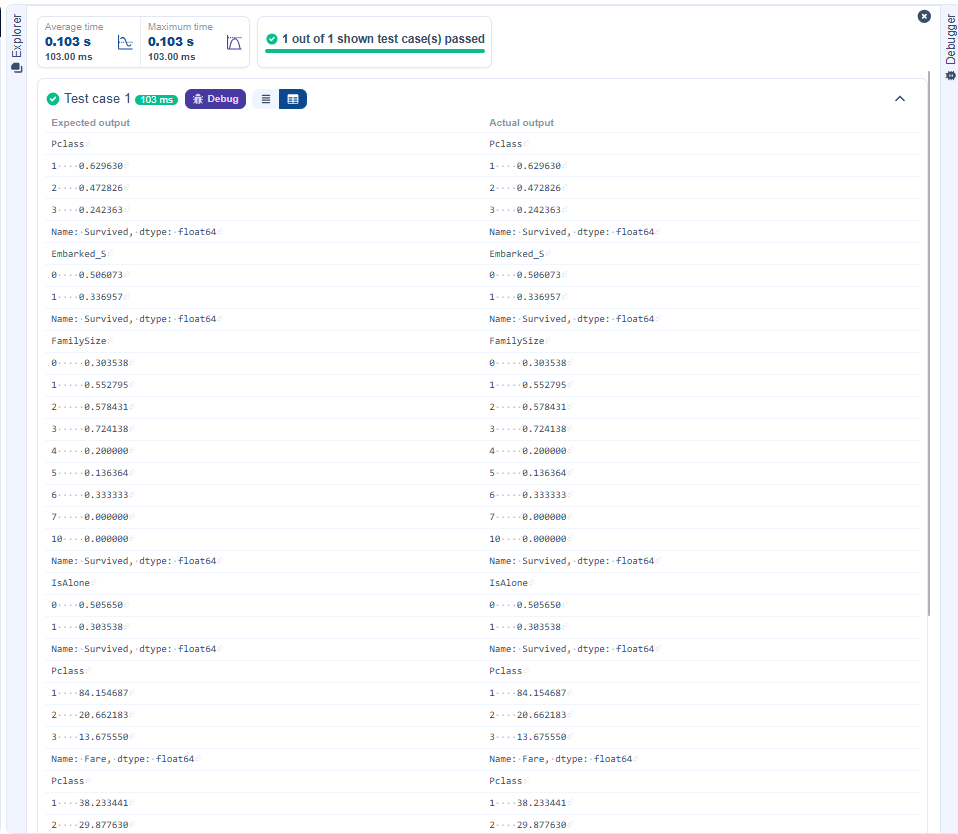 Explorer
Debugger
Average time
0.103 s
103.00 ms
Maximum time
0.103 s
103.00 ms
1 out of 1 shown test case(s) passed
Test case 1 103 ms Debug
Expected output Actual output
Pclass Pclass
1····0.629630 1····0.629630
2····0.472826 2····0.472826
3····0.242363 3····0.242363
Name:·Survived,·dtype:·float64 Name:·Survived,·dtype:·float64
Embarked_S Embarked_S
0····0.506073 0····0.506073
1····0.336957 1····0.336957
Name:·Survived,·dtype:·float64 Name:·Survived,·dtype:·float64
FamilySize FamilySize
0·····0.303538 0·····0.303538
1·····0.552795 1·····0.552795
2·····0.578431 2·····0.578431
3·····0.724138 3·····0.724138
4·····0.200000 4·····0.200000
5·····0.136364 5·····0.136364
6·····0.333333 6·····0.333333
7·····0.000000 7·····0.000000
10····0.000000 10····0.000000
Name:·Survived,·dtype:·float64 Name:·Survived,·dtype:·float64
IsAlone IsAlone
0····0.505650 0····0.505650
1····0.303538 1····0.303538
Name:·Survived,·dtype:·float64 Name:·Survived,·dtype:·float64
Pclass Pclass
1····84.154687 1····84.154687
2····20.662183 2····20.662183
3····13.675550 3····13.675550
Name:·Fare,·dtype:·float64 Name:·Fare,·dtype:·float64
Pclass Pclass
1····38.233441 1····38.233441
2····29.877630 2····29.877630